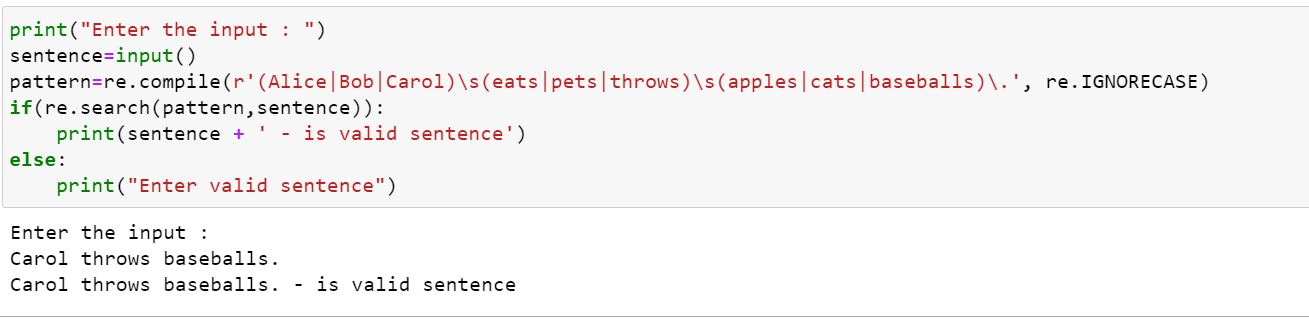 print("Enter the input : ")
sentence=input()
pattern=re.compile(r'(Alice|Bob|Carol)\s(eats|pets|throws)\s(apples|cats|baseballs)\.', re.IGNORECASE)
if(re.search(pattern,sentence)):
    print(sentence + ' - is valid sentence')
else:
    print("Enter valid sentence")
Enter the input :
Carol throws baseballs.
Carol throws baseballs. - is valid sentence